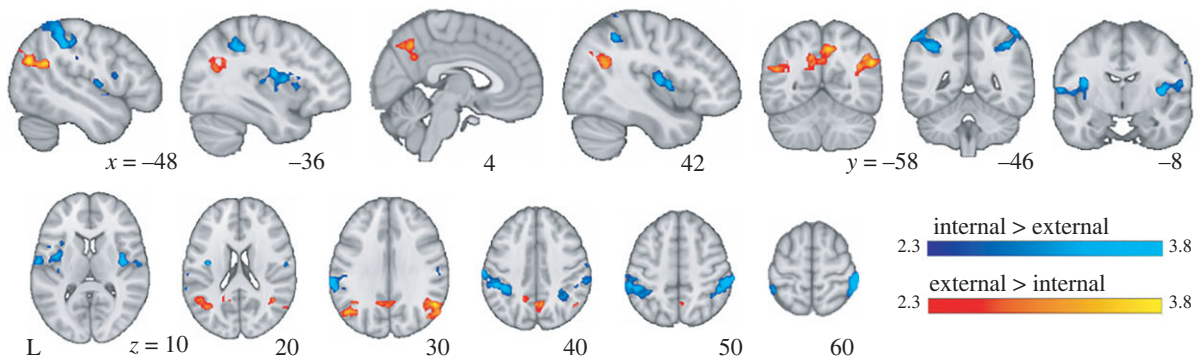 x = –48
–36
4
42
y = –58
–46
–8
internal > external
2.3
3.8
external > internal
2.3
3.8
L
z = 10
20
30
40
50
60